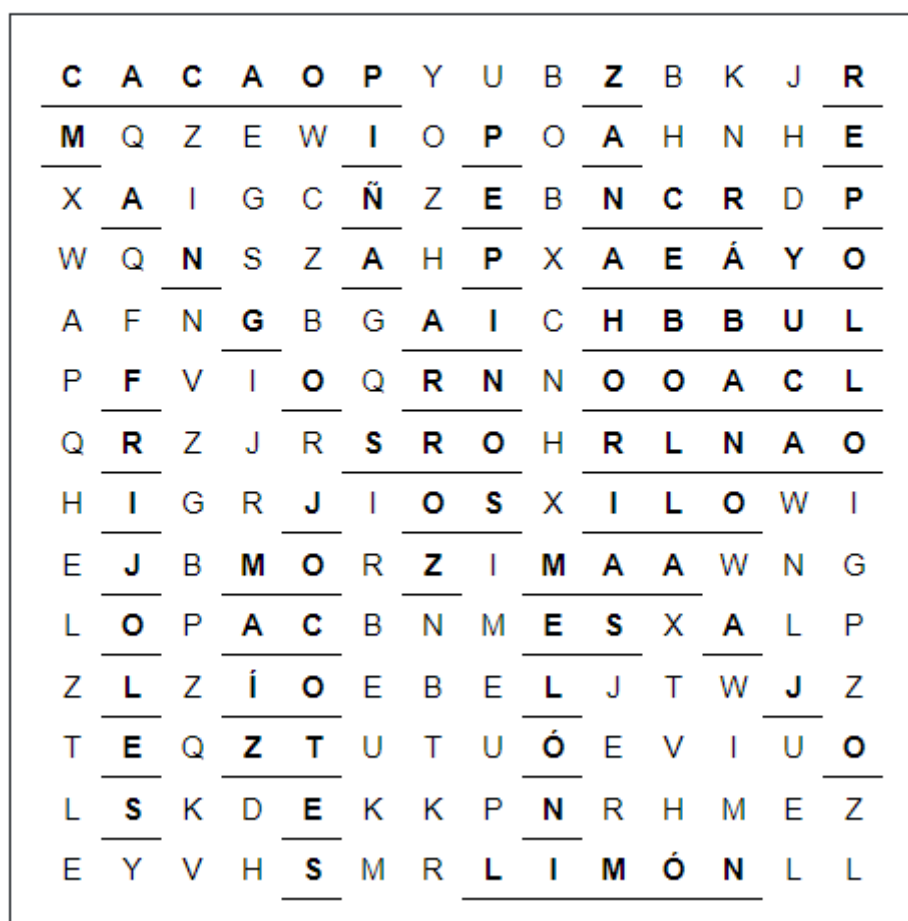 C A C A O P Y U B Z B K J R
M Q Z E W I O P O A H N H E
X A I G C Ñ Z E B N C R D P
W Q N S Z A H P X A E Á Y O
A F N G B G A I C H B B U L
P F V I O Q R N N O O A C L
Q R Z J R S R O H R L N A O
H I G R J I O S X I L O W I
E J B M O R Z I M A A W N G
L O P A C B N M E S X A L P
Z L Z Í O E B E L J T W J Z
T E Q Z T U T U Ó E V I U O
L S K D E K K P N R H M E Z
E Y V H S M R L I M Ó N L L